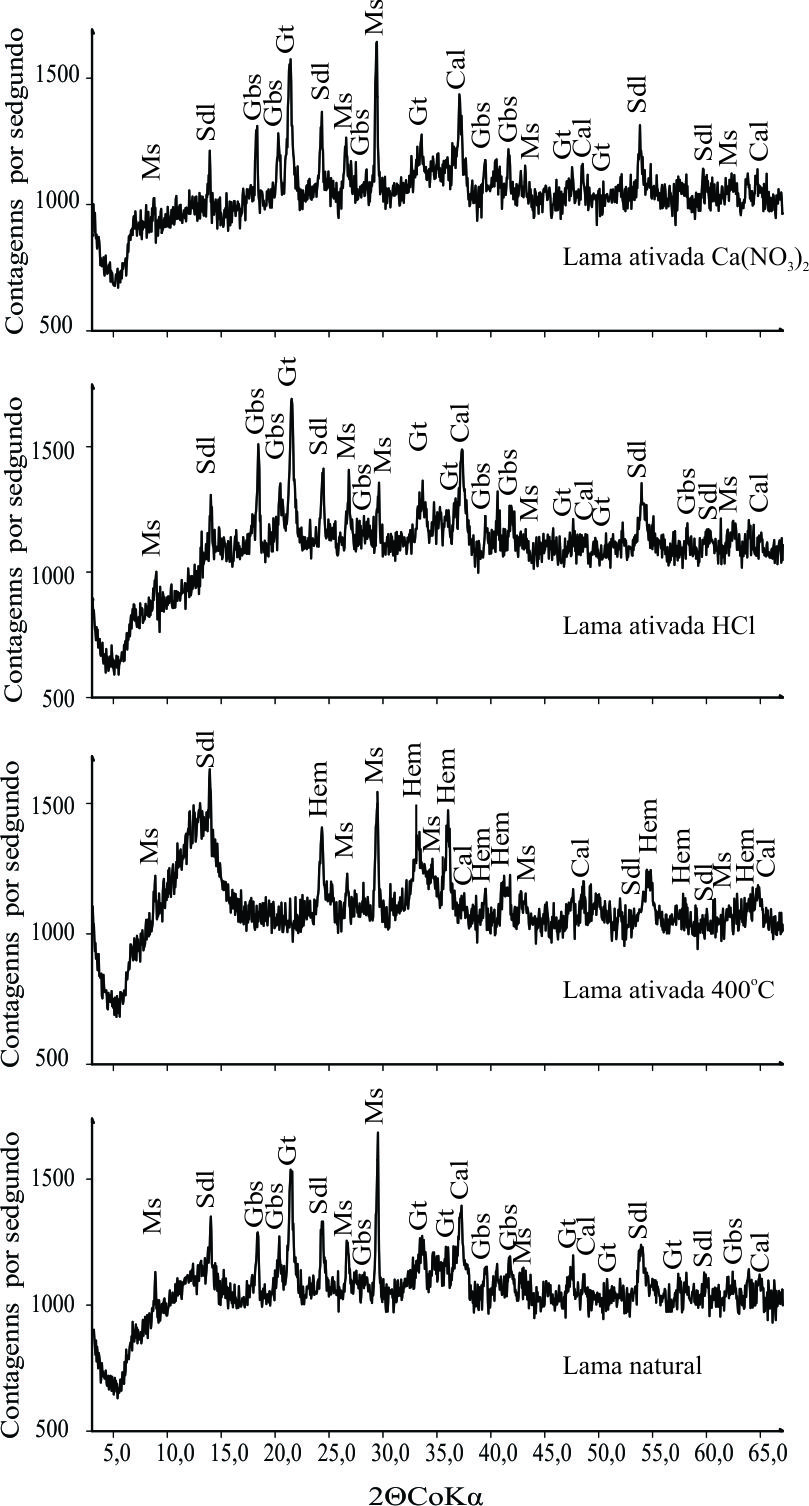 Contagenns por sedgundo
1500
1000
500
Ms
Sdl
Gbs
Gbs
Gt
Sdl
Ms
Gbs
Ms
Gt
Cal
Gbs
Gbs
Ms
Gt
Cal
Gt
Sdl
Sdl
Ms
Cal
Lama ativada Ca(NO₃)₂
Contagenns por sedgundo
1500
1000
500
Ms
Sdl
Gbs
Gbs
Gt
Sdl
Ms
Gbs
Ms
Gt
Gt
Cal
Gbs
Gbs
Ms
Gt
Cal
Gt
Sdl
Gbs
Sdl
Ms
Cal
Lama ativada HCl
Contagenns por sedgundo
1500
1000
500
Ms
Sdl
Hem
Ms
Ms
Hem
Ms
Hem
Cal
Hem
Hem
Ms
Cal
Sdl
Hem
Hem
Sdl
Ms
Hem
Cal
Lama ativada 400°C
Contagenns por sedgundo
1500
1000
500
Ms
Sdl
Gbs
Gbs
Gt
Sdl
Ms
Gbs
Ms
Gt
Gt
Cal
Gbs
Gbs
Ms
Gt
Cal
Gt
Sdl
Gt
Sdl
Gbs
Cal
Lama natural
5,0 10,0 15,0 20,0 25,0 30,0 35,0 40,0 45,0 50,0 55,0 60,0 65,0
2ΘCoKα